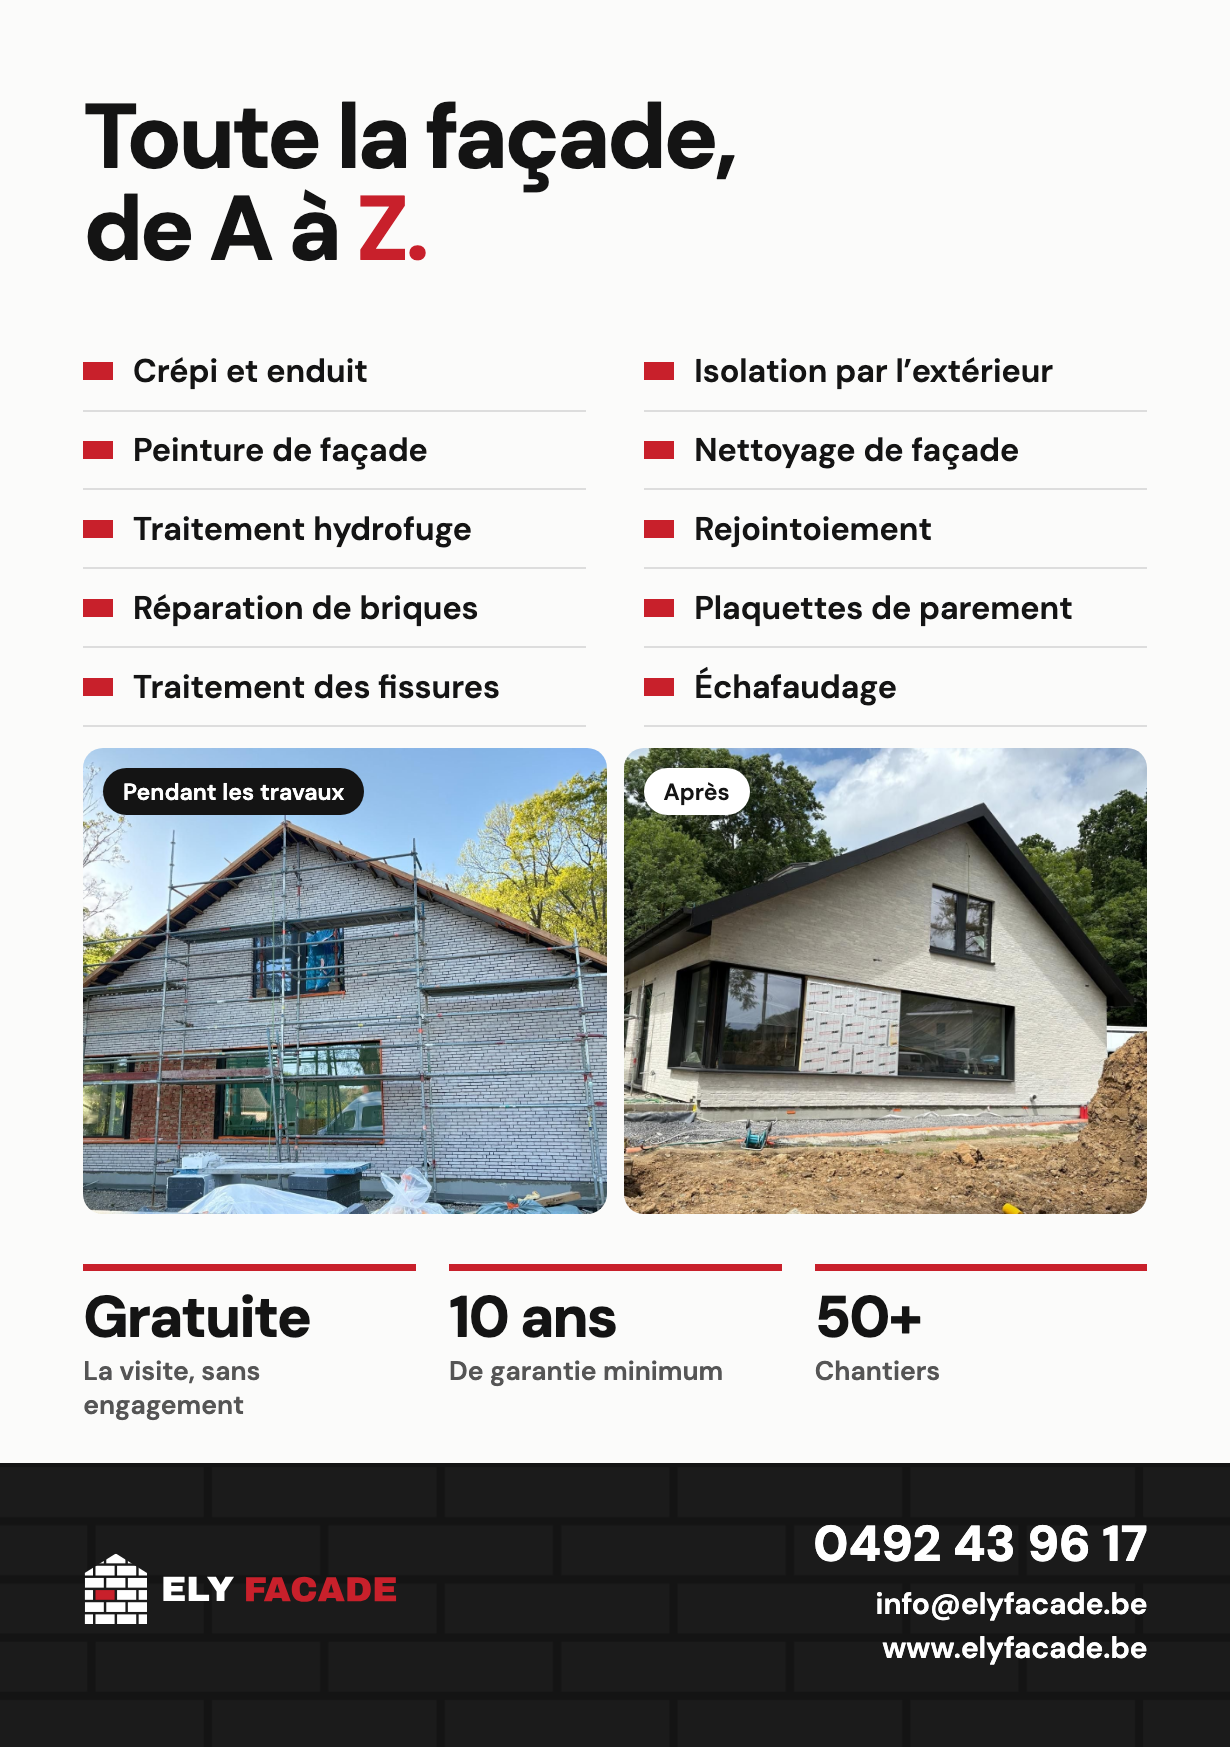 Toute la façade,
de A à Z.
Crépi et enduit
Isolation par l’extérieur
Peinture de façade
Nettoyage de façade
Traitement hydrofuge
Rejointoiement
Réparation de briques
Plaquettes de parement
Traitement des fissures
Échafaudage
Pendant les travaux
Après
Gratuite
La visite, sans
engagement
10 ans
De garantie minimum
50+
Chantiers
ELY FACADE
0492 43 96 17
info@elyfacade.be
www.elyfacade.be